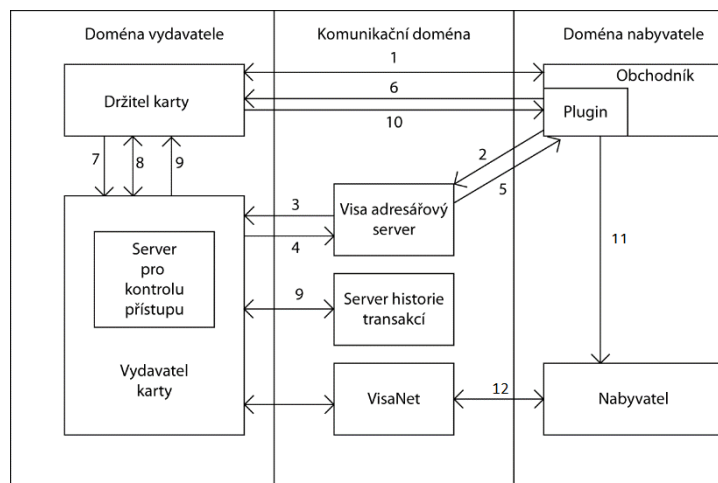 Doména vydavatele
Komunikační doména
Doména nabyvatele
1
Držitel karty
6
10
Obchodník
Plugin
7
8
9
2
5
3
4
Visa adresářový
server
11
Server
pro
kontrolu
přístupu
9
Server historie
transakcí
Vydavatel
karty
VisaNet
12
Nabyvatel